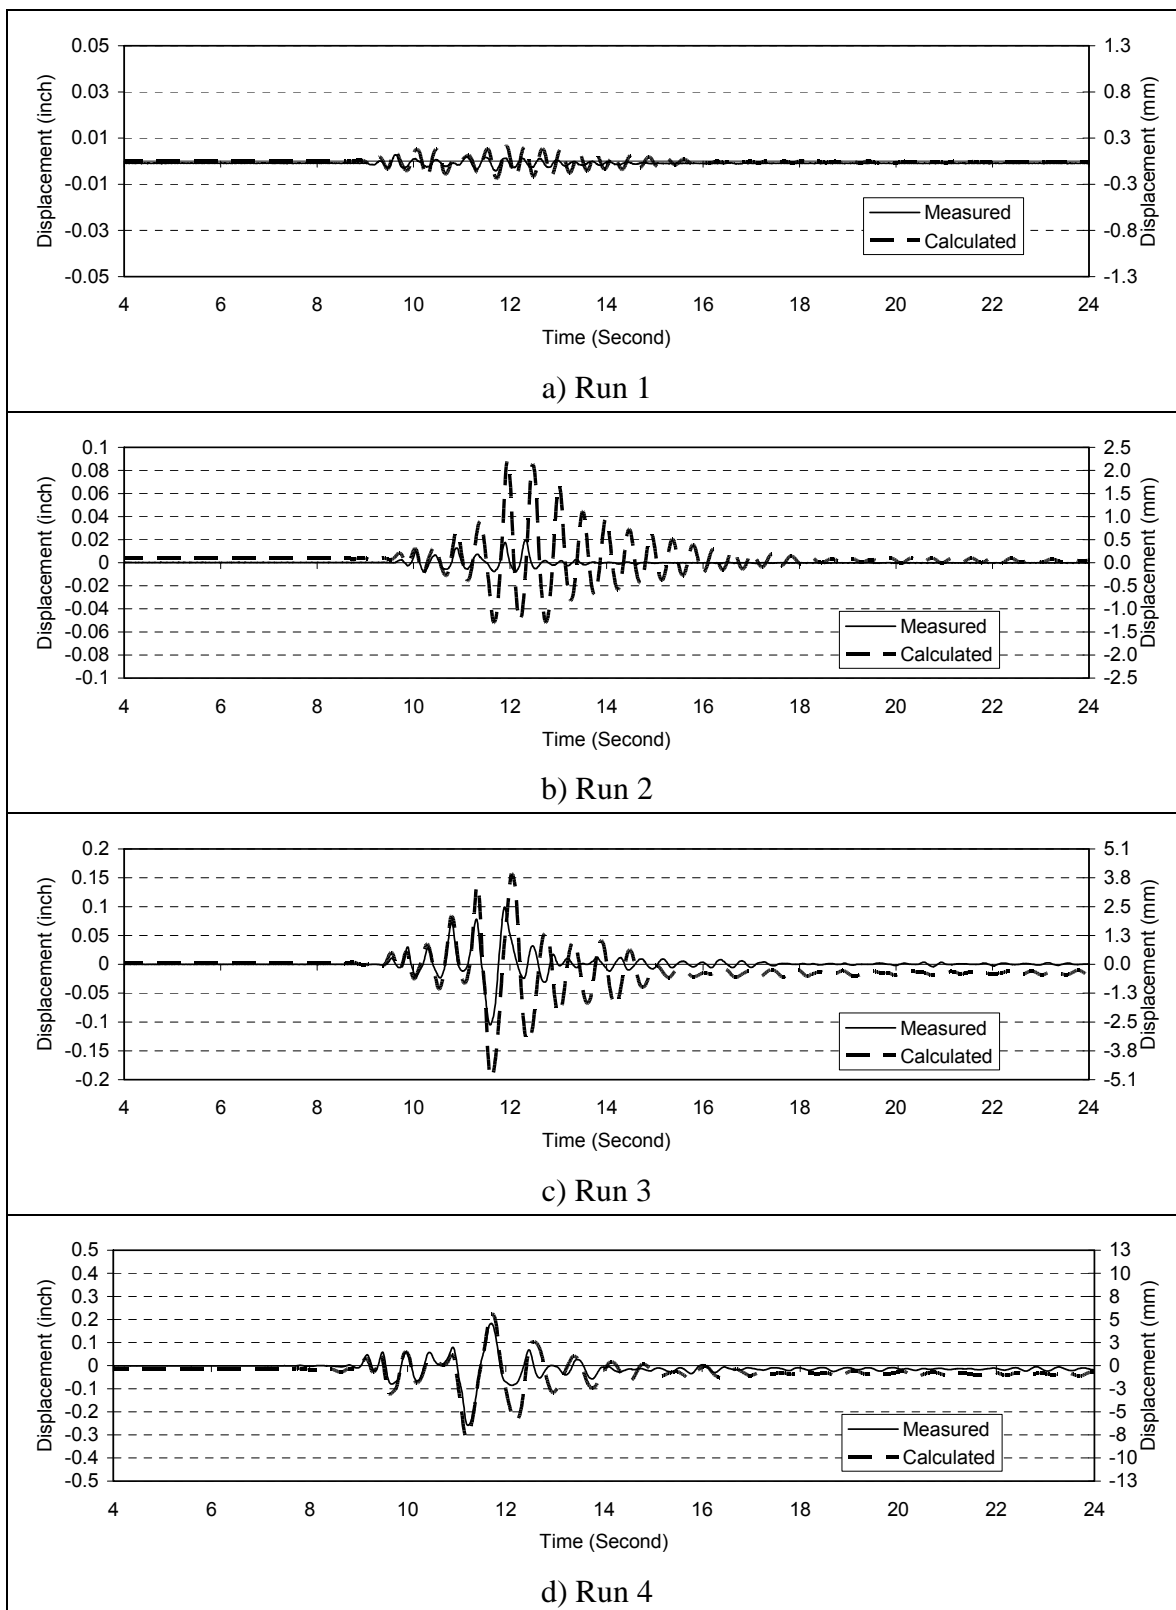 0.05
0.03
0.01
-0.01
-0.03
-0.05
Displacement (inch)
1.3
0.8
0.3
-0.3
-0.8
-1.3
Displacement (mm)
Measured
Calculated
4 6 8 10 12 14 16 18 20 22 24
Time (Second)
a) Run 1
0.1
0.08
0.06
0.04
0.02
0
-0.02
-0.04
-0.06
-0.08
-0.1
Displacement (inch)
2.5
2.0
1.5
1.0
0.5
0.0
-0.5
-1.0
-1.5
-2.0
-2.5
Displacement (mm)
Measured
Calculated
4 6 8 10 12 14 16 18 20 22 24
Time (Second)
b) Run 2
0.2
0.15
0.1
0.05
0
-0.05
-0.1
-0.15
-0.2
Displacement (inch)
5.1
3.8
2.5
1.3
0.0
-1.3
-2.5
-3.8
-5.1
Displacement (mm)
Measured
Calculated
4 6 8 10 12 14 16 18 20 22 24
Time (Second)
c) Run 3
0.5
0.4
0.3
0.2
0.1
0
-0.1
-0.2
-0.3
-0.4
-0.5
Displacement (inch)
13
10
8
5
3
0
-3
-5
-8
-10
-13
Displacement (mm)
Measured
Calculated
4 6 8 10 12 14 16 18 20 22 24
Time (Second)
d) Run 4